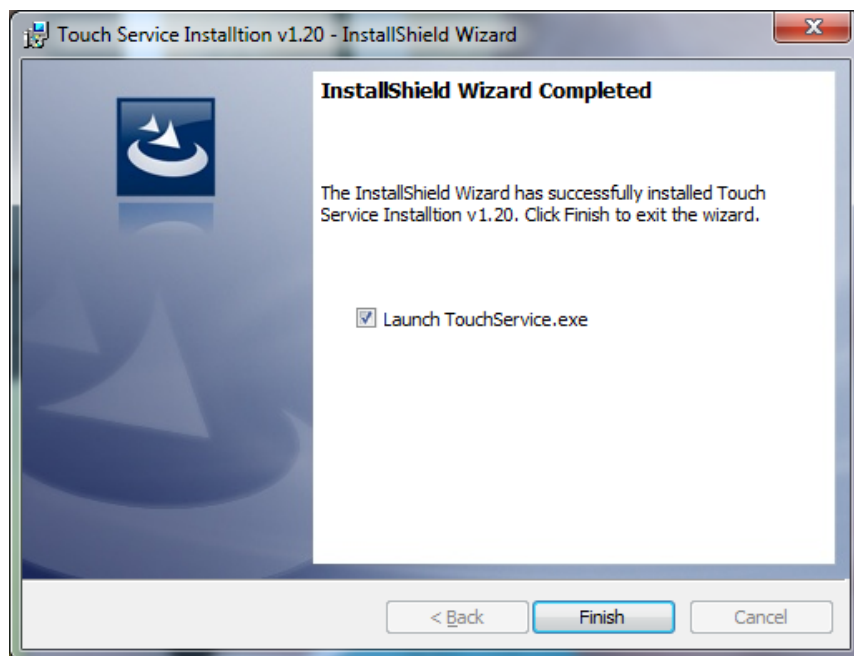 Touch Service Installtion v1.20 - InstallShield Wizard
InstallShield Wizard Completed
The InstallShield Wizard has successfully installed Touch
Service Installtion v1.20. Click Finish to exit the wizard.
Launch TouchService.exe
< Back
Finish
Cancel